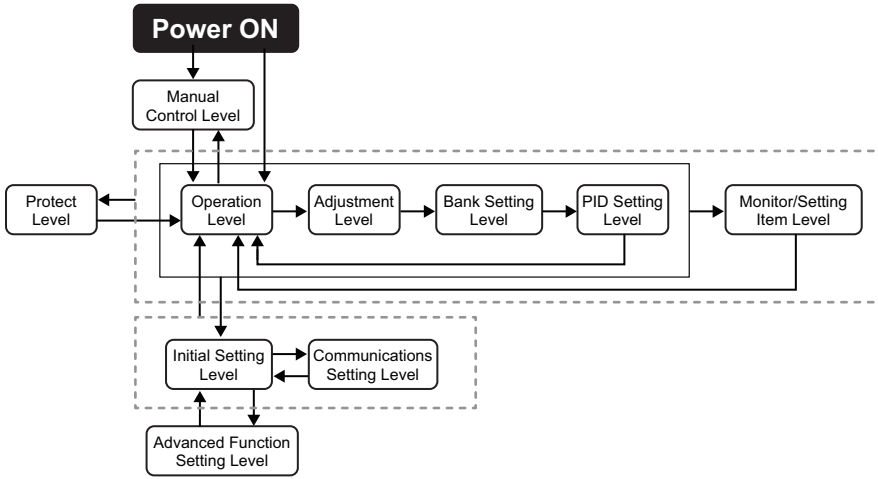 Power ON
Manual
Control Level
Protect
Level
Operation
Level
Adjustment
Level
Bank Setting
Level
PID Setting
Level
Monitor/Setting
Item Level
Initial Setting
Level
Communications
Setting Level
Advanced Function
Setting Level